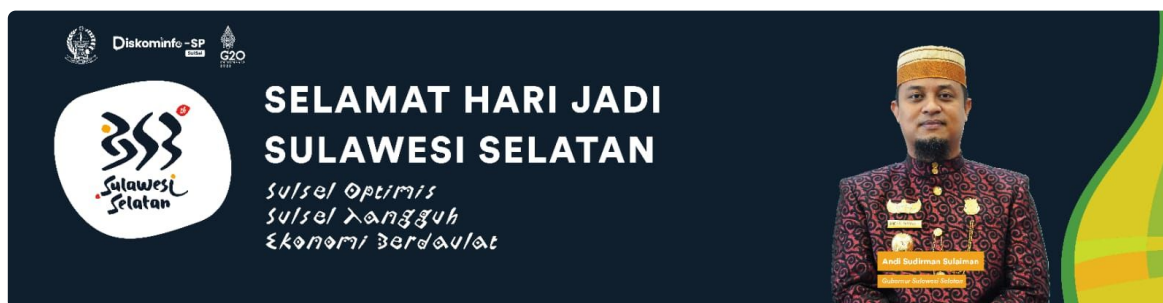 Diskominfo-SP
SulSel
G20
353
Sulawesi
Selatan
SELAMAT HARI JADI
SULAWESI SELATAN
Sulsel Optimis
Sulsel Tangguh
Ekonomi Berdaulat
Andi Sudirman Sulaiman
Gubernur Sulawesi Selatan